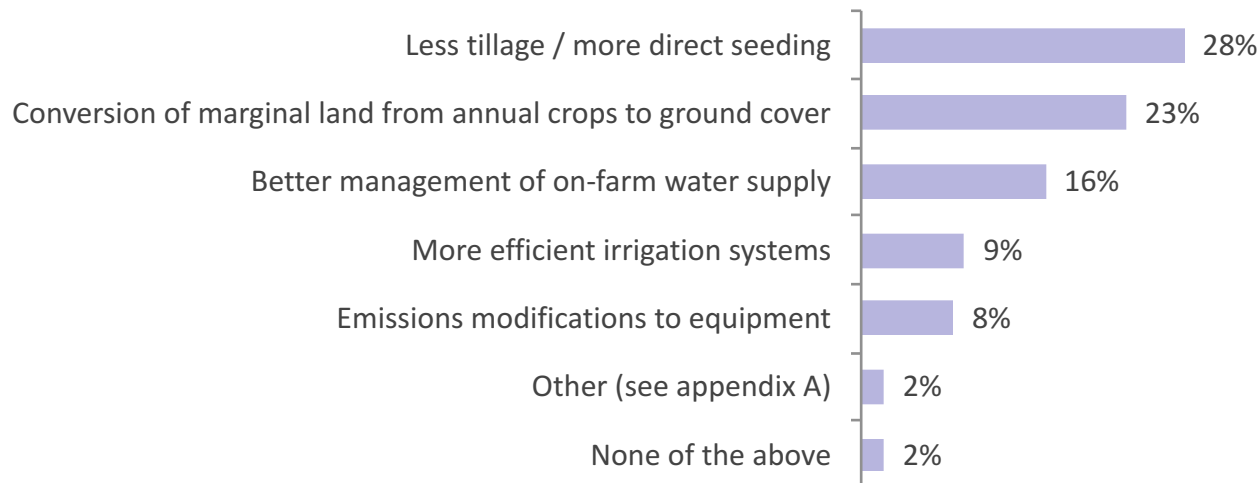 Less tillage / more direct seeding 28%
Conversion of marginal land from annual crops to ground cover 23%
Better management of on-farm water supply 16%
More efficient irrigation systems 9%
Emissions modifications to equipment 8%
Other (see appendix A) 2%
None of the above 2%